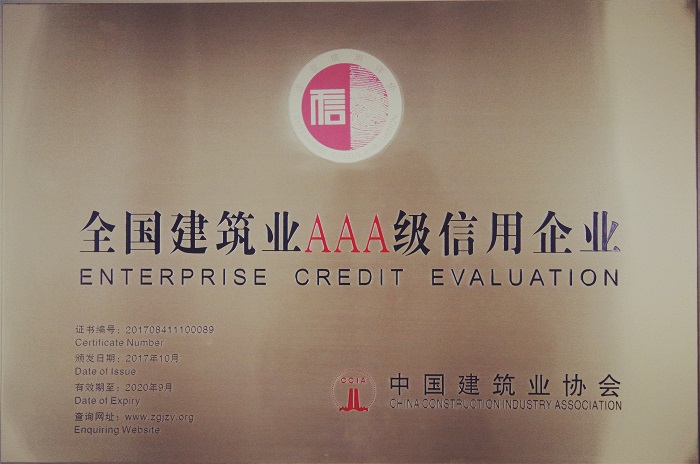 信
全国建筑业AAA级信用企业
ENTERPRISE CREDIT EVALUATION
证书编号：201708411100089
Certificate Number
颁发日期：2017年10月
Date of Issue
有效期至：2020年9月
Date of Expiry
查询网址：www.zgjzy.org
Enquiring Website
CCIA
中国建筑业协会
CHINA CONSTRUCTION INDUSTRY ASSOCIATION